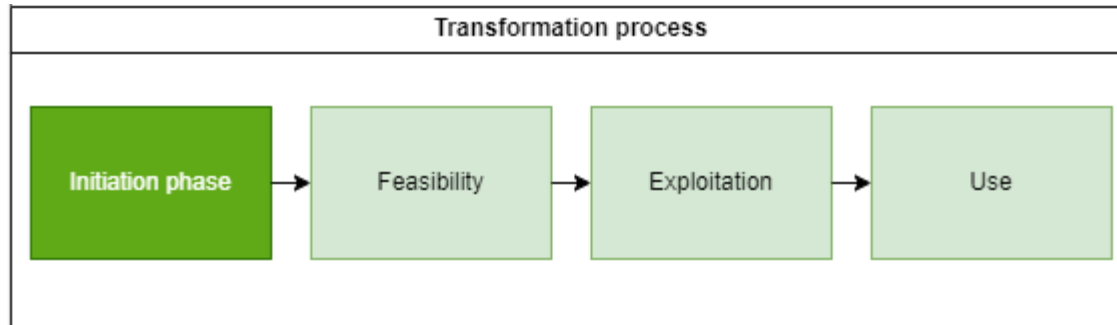 Transformation process
Initiation phase
Feasibility
Exploitation
Use